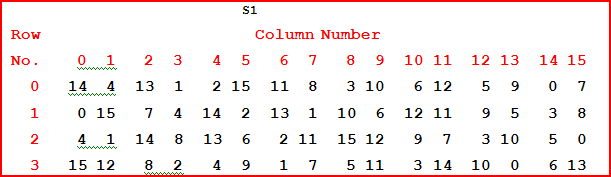 S1
Row Column Number
No. 0 1 2 3 4 5 6 7 8 9 10 11 12 13 14 15
0 14 4 13 1 2 15 11 8 3 10 6 12 5 9 0 7
1 0 15 7 4 14 2 13 1 10 6 12 11 9 5 3 8
2 4 1 14 8 13 6 2 11 15 12 9 7 3 10 5 0
3 15 12 8 2 4 9 1 7 5 11 3 14 10 0 6 13